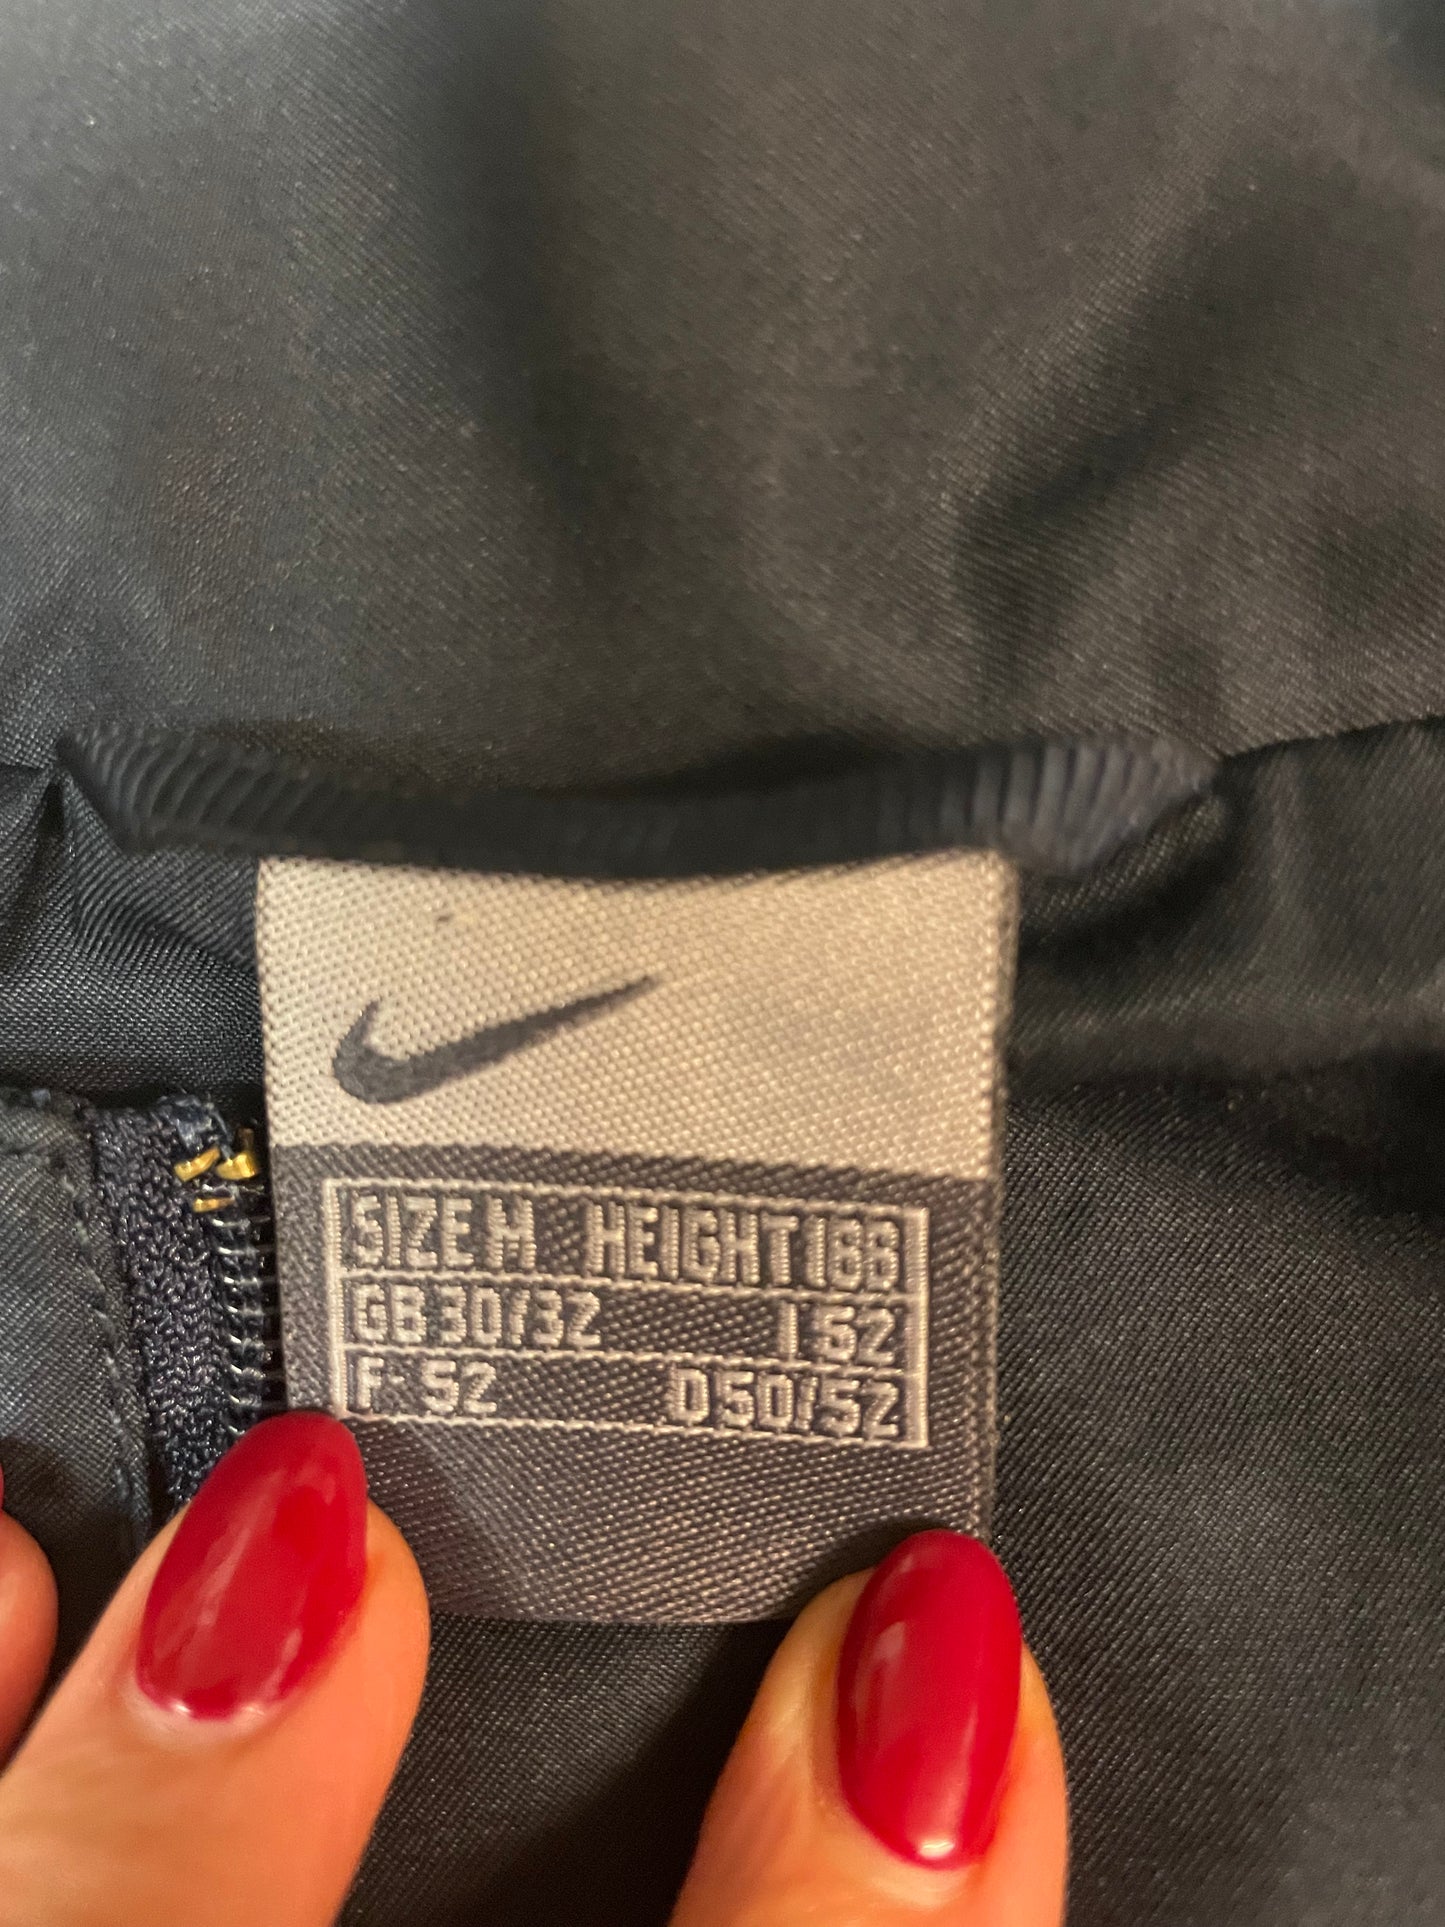 SIZE M HEIGHT 188
GB 30/32 I 52
F- 52 D 50/52